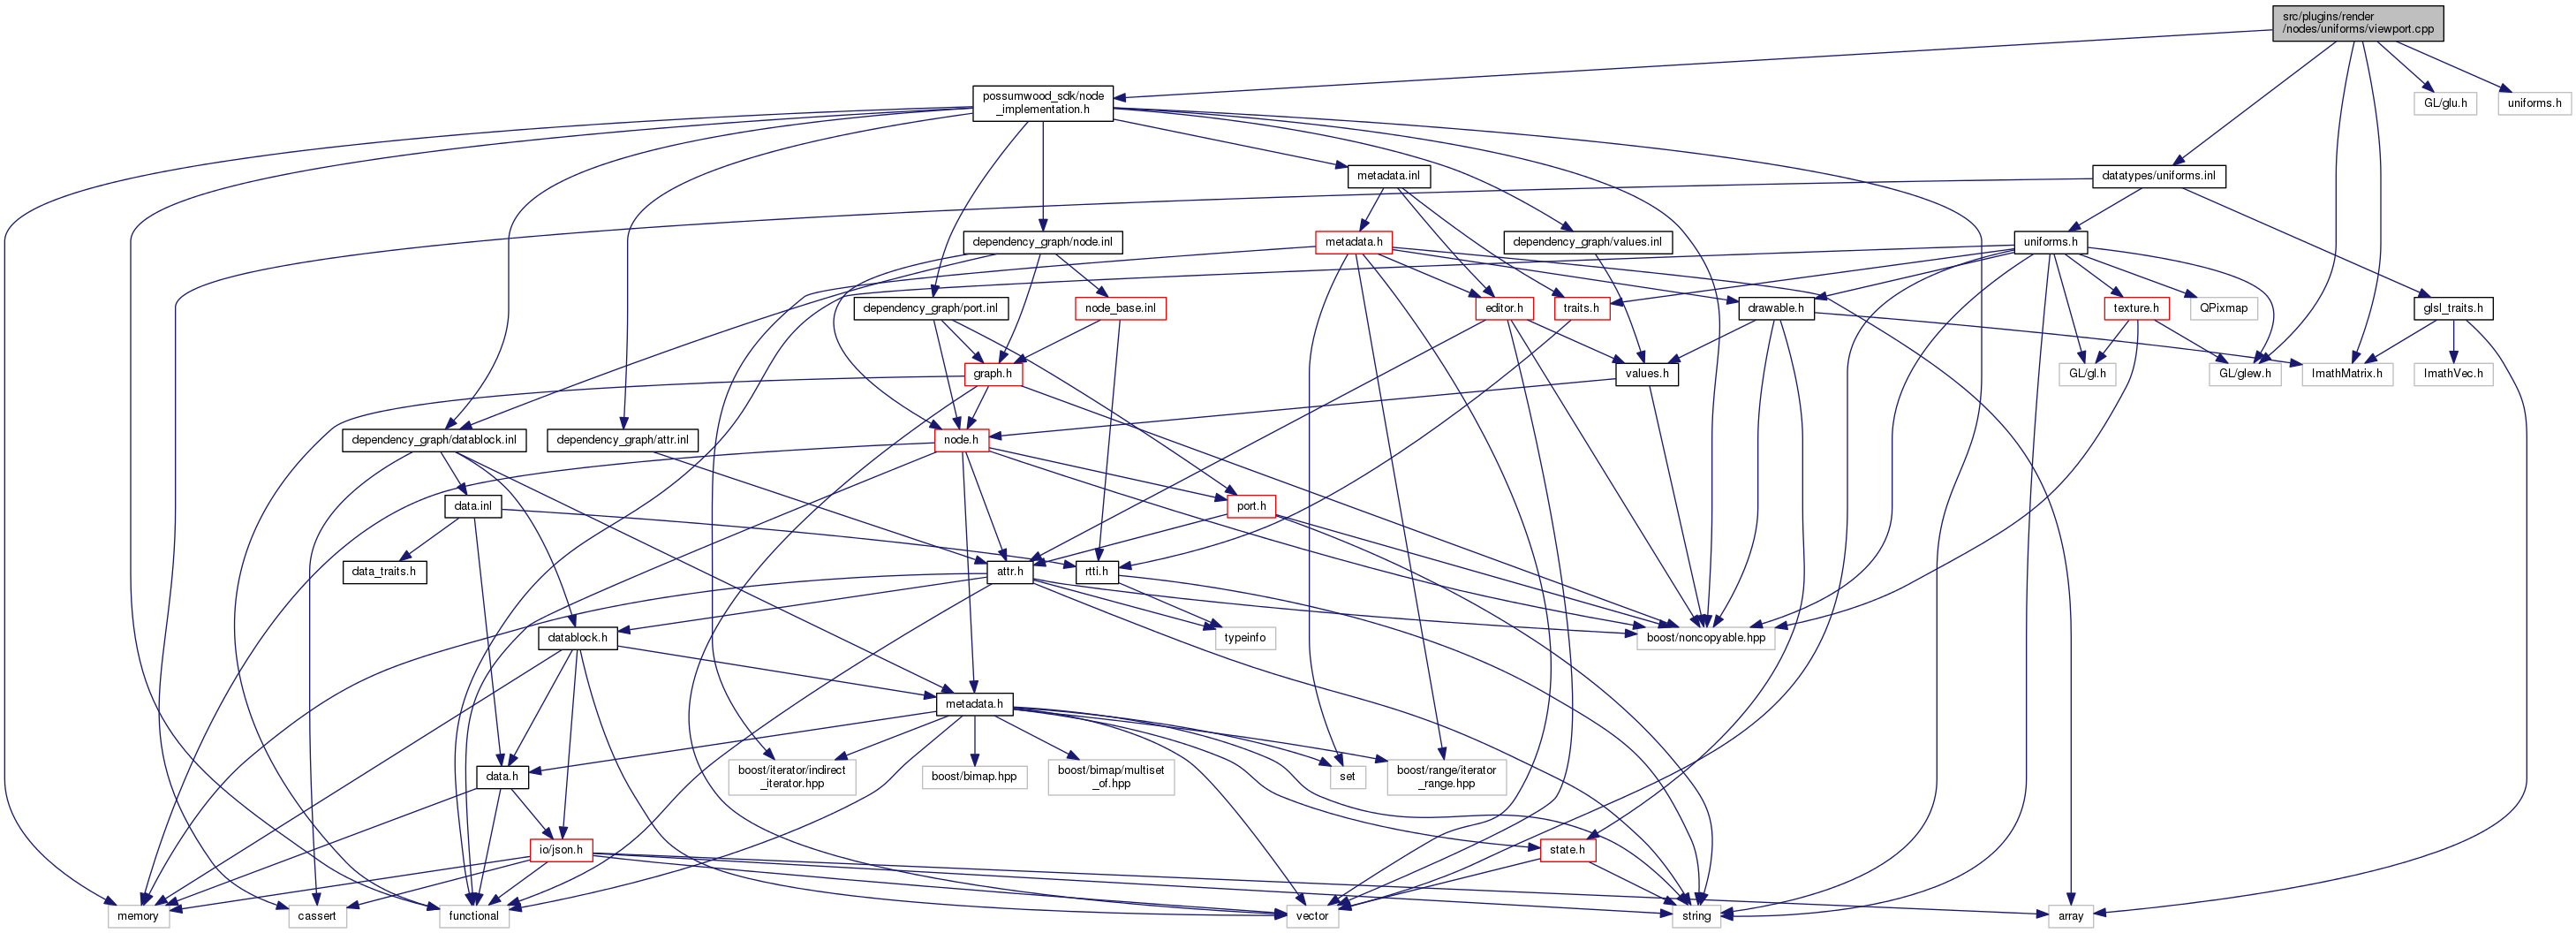 src/plugins/render
/nodes/uniforms/viewport.cpp
possumwood_sdk/node
_implementation.h
GL/glu.h
uniforms.h
metadata.inl
datatypes/uniforms.inl
dependency_graph/node.inl
metadata.h
dependency_graph/values.inl
uniforms.h
dependency_graph/port.inl
node_base.inl
editor.h
traits.h
drawable.h
texture.h
QPixmap
glsl_traits.h
graph.h
values.h
GL/gl.h
GL/glew.h
ImathMatrix.h
ImathVec.h
dependency_graph/datablock.inl
dependency_graph/attr.inl
node.h
data.inl
port.h
data_traits.h
attr.h
rtti.h
datablock.h
typeinfo
boost/noncopyable.hpp
metadata.h
data.h
boost/iterator/indirect
_iterator.hpp
boost/bimap.hpp
boost/bimap/multiset
_of.hpp
set
boost/range/iterator
_range.hpp
io/json.h
state.h
memory
cassert
functional
vector
string
array